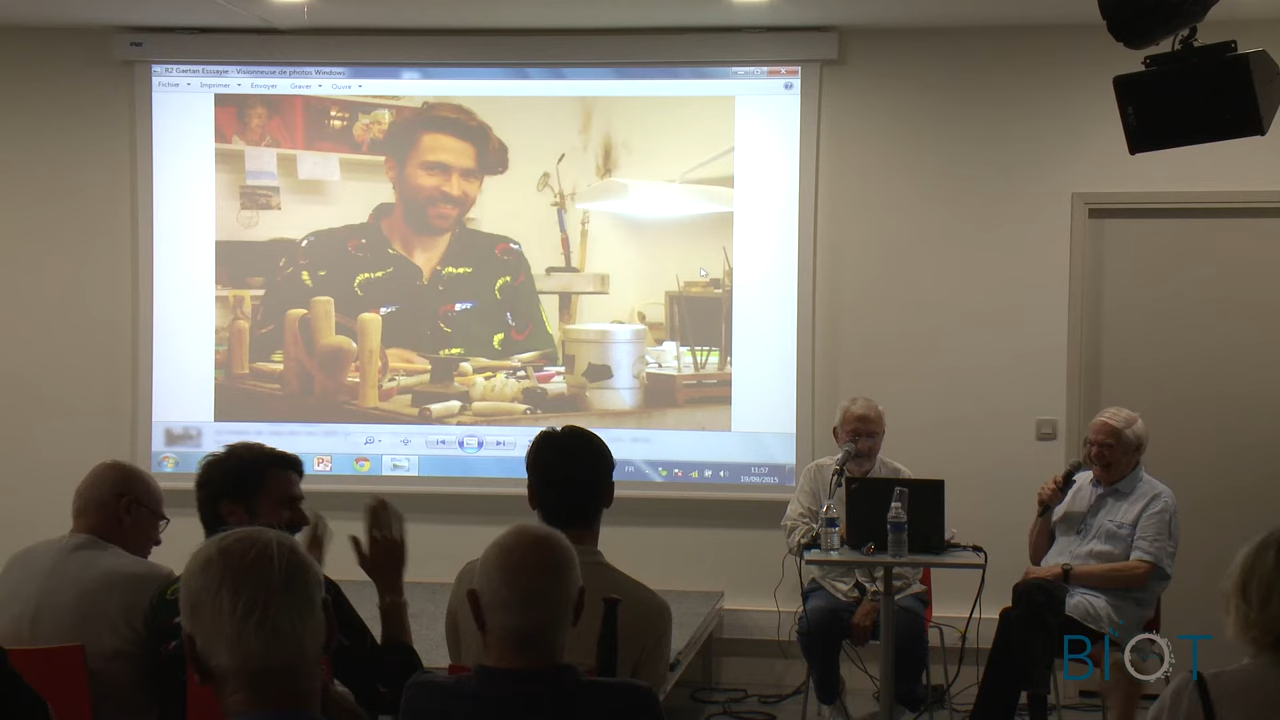 R2 Gaetan Esssayie - Visionneuse de photos Windows
Fichier Imprimer Envoyer Graver Ouvrir
FR
11:57
19/09/2015
BIOT